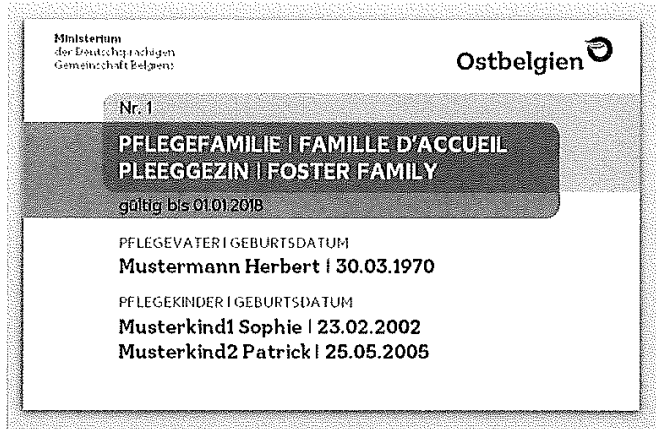 Ministerium
der Deutschsprachigen
Gemeinschaft Belgiens
Ostbelgien
Nr. 1
PFLEGEFAMILIE | FAMILLE D'ACCUEIL
PLEEGGEZIN | FOSTER FAMILY
gültig bis 01.01.2018
PFLEGEVATER | GEBURTSDATUM
Mustermann Herbert | 30.03.1970
PFLEGEKINDER | GEBURTSDATUM
Musterkind1 Sophie | 23.02.2002
Musterkind2 Patrick | 25.05.2005